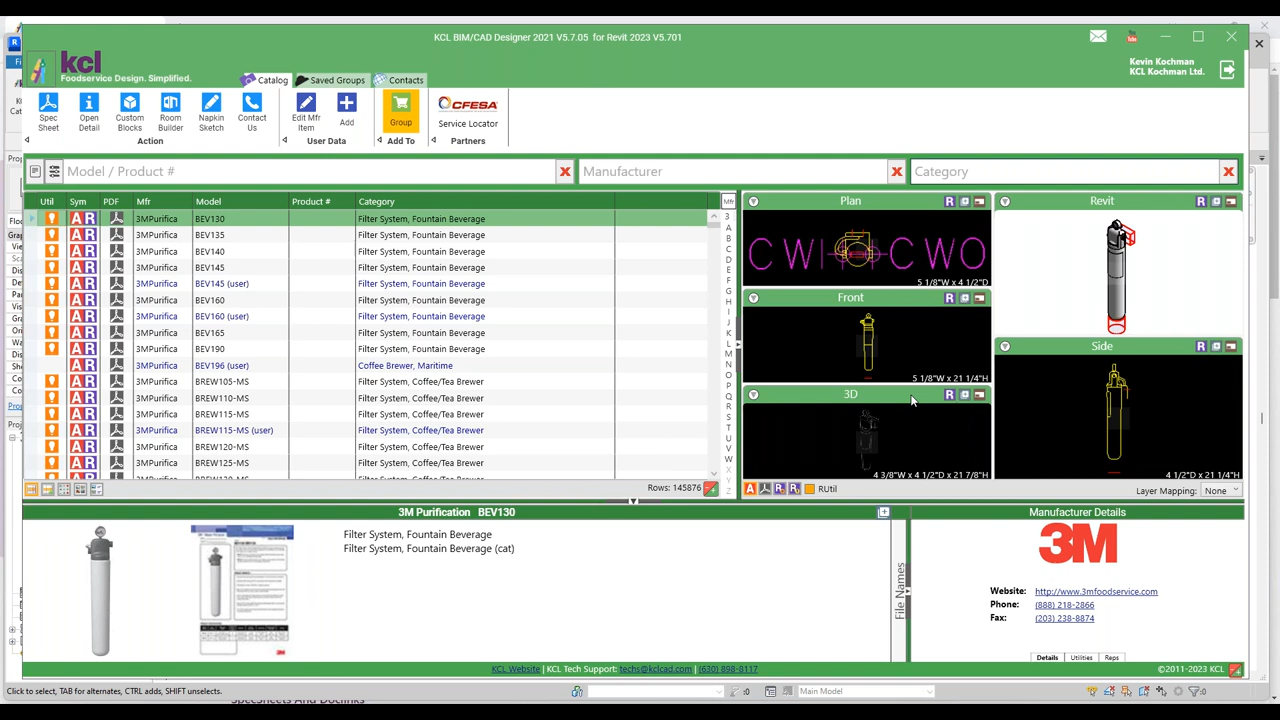 KCL BIM/CAD Designer 2021 V5.7.05 for Revit 2023 V5.701
kcl
Foodservice Design. Simplified.
Kevin Kochman
KCL Kochman Ltd.
Catalog Saved Groups Contacts
Spec Sheet
Open Detail
Custom Blocks
Room Builder
Napkin Sketch
Contact Us
Edit Mfr Item
Add
Group
CFESA
Service Locator
Action User Data Add To Partners
Model / Product # Manufacturer Category
Util Sym PDF Mfr Model Product # Category Mfr
3MPurifica BEV130 Filter System, Fountain Beverage
3MPurifica BEV135 Filter System, Fountain Beverage
3MPurifica BEV140 Filter System, Fountain Beverage
3MPurifica BEV145 Filter System, Fountain Beverage
3MPurifica BEV145 (user) Filter System, Fountain Beverage
3MPurifica BEV160 Filter System, Fountain Beverage
3MPurifica BEV160 (user) Filter System, Fountain Beverage
3MPurifica BEV165 Filter System, Fountain Beverage
3MPurifica BEV190 Filter System, Fountain Beverage
3MPurifica BEV196 (user) Coffee Brewer, Maritime
3MPurifica BREW105-MS Filter System, Coffee/Tea Brewer
3MPurifica BREW110-MS Filter System, Coffee/Tea Brewer
3MPurifica BREW115-MS Filter System, Coffee/Tea Brewer
3MPurifica BREW115-MS (user) Filter System, Coffee/Tea Brewer
3MPurifica BREW120-MS Filter System, Coffee/Tea Brewer
3MPurifica BREW125-MS Filter System, Coffee/Tea Brewer
Rows: 145876
3
A
B
C
D
E
F
G
H
I
J
K
L
M
N
O
P
Q
R
S
T
U
V
W
X
Y
Z
Plan
CWI CWO
5 1/8"W x 4 1/2"D
Front
5 1/8"W x 21 1/4"H
3D
4 3/8"W x 4 1/2"D x 21 7/8"H
Revit
Side
4 1/2"D x 21 1/4"H
RUtil
Layer Mapping: None
3M Purification BEV130
Filter System, Fountain Beverage
Filter System, Fountain Beverage (cat)
File Names
Manufacturer Details
3M
Website: http://www.3mfoodservice.com
Phone: (888) 218-2866
Fax: (203) 238-8874
Details Utilities Reps
KCL Website | KCL Tech Support: techs@kclcad.com | (630) 898-8117
©2011-2023 KCL
Click to select, TAB for alternates, CTRL adds, SHIFT unselects.
:0
Main Model
:0